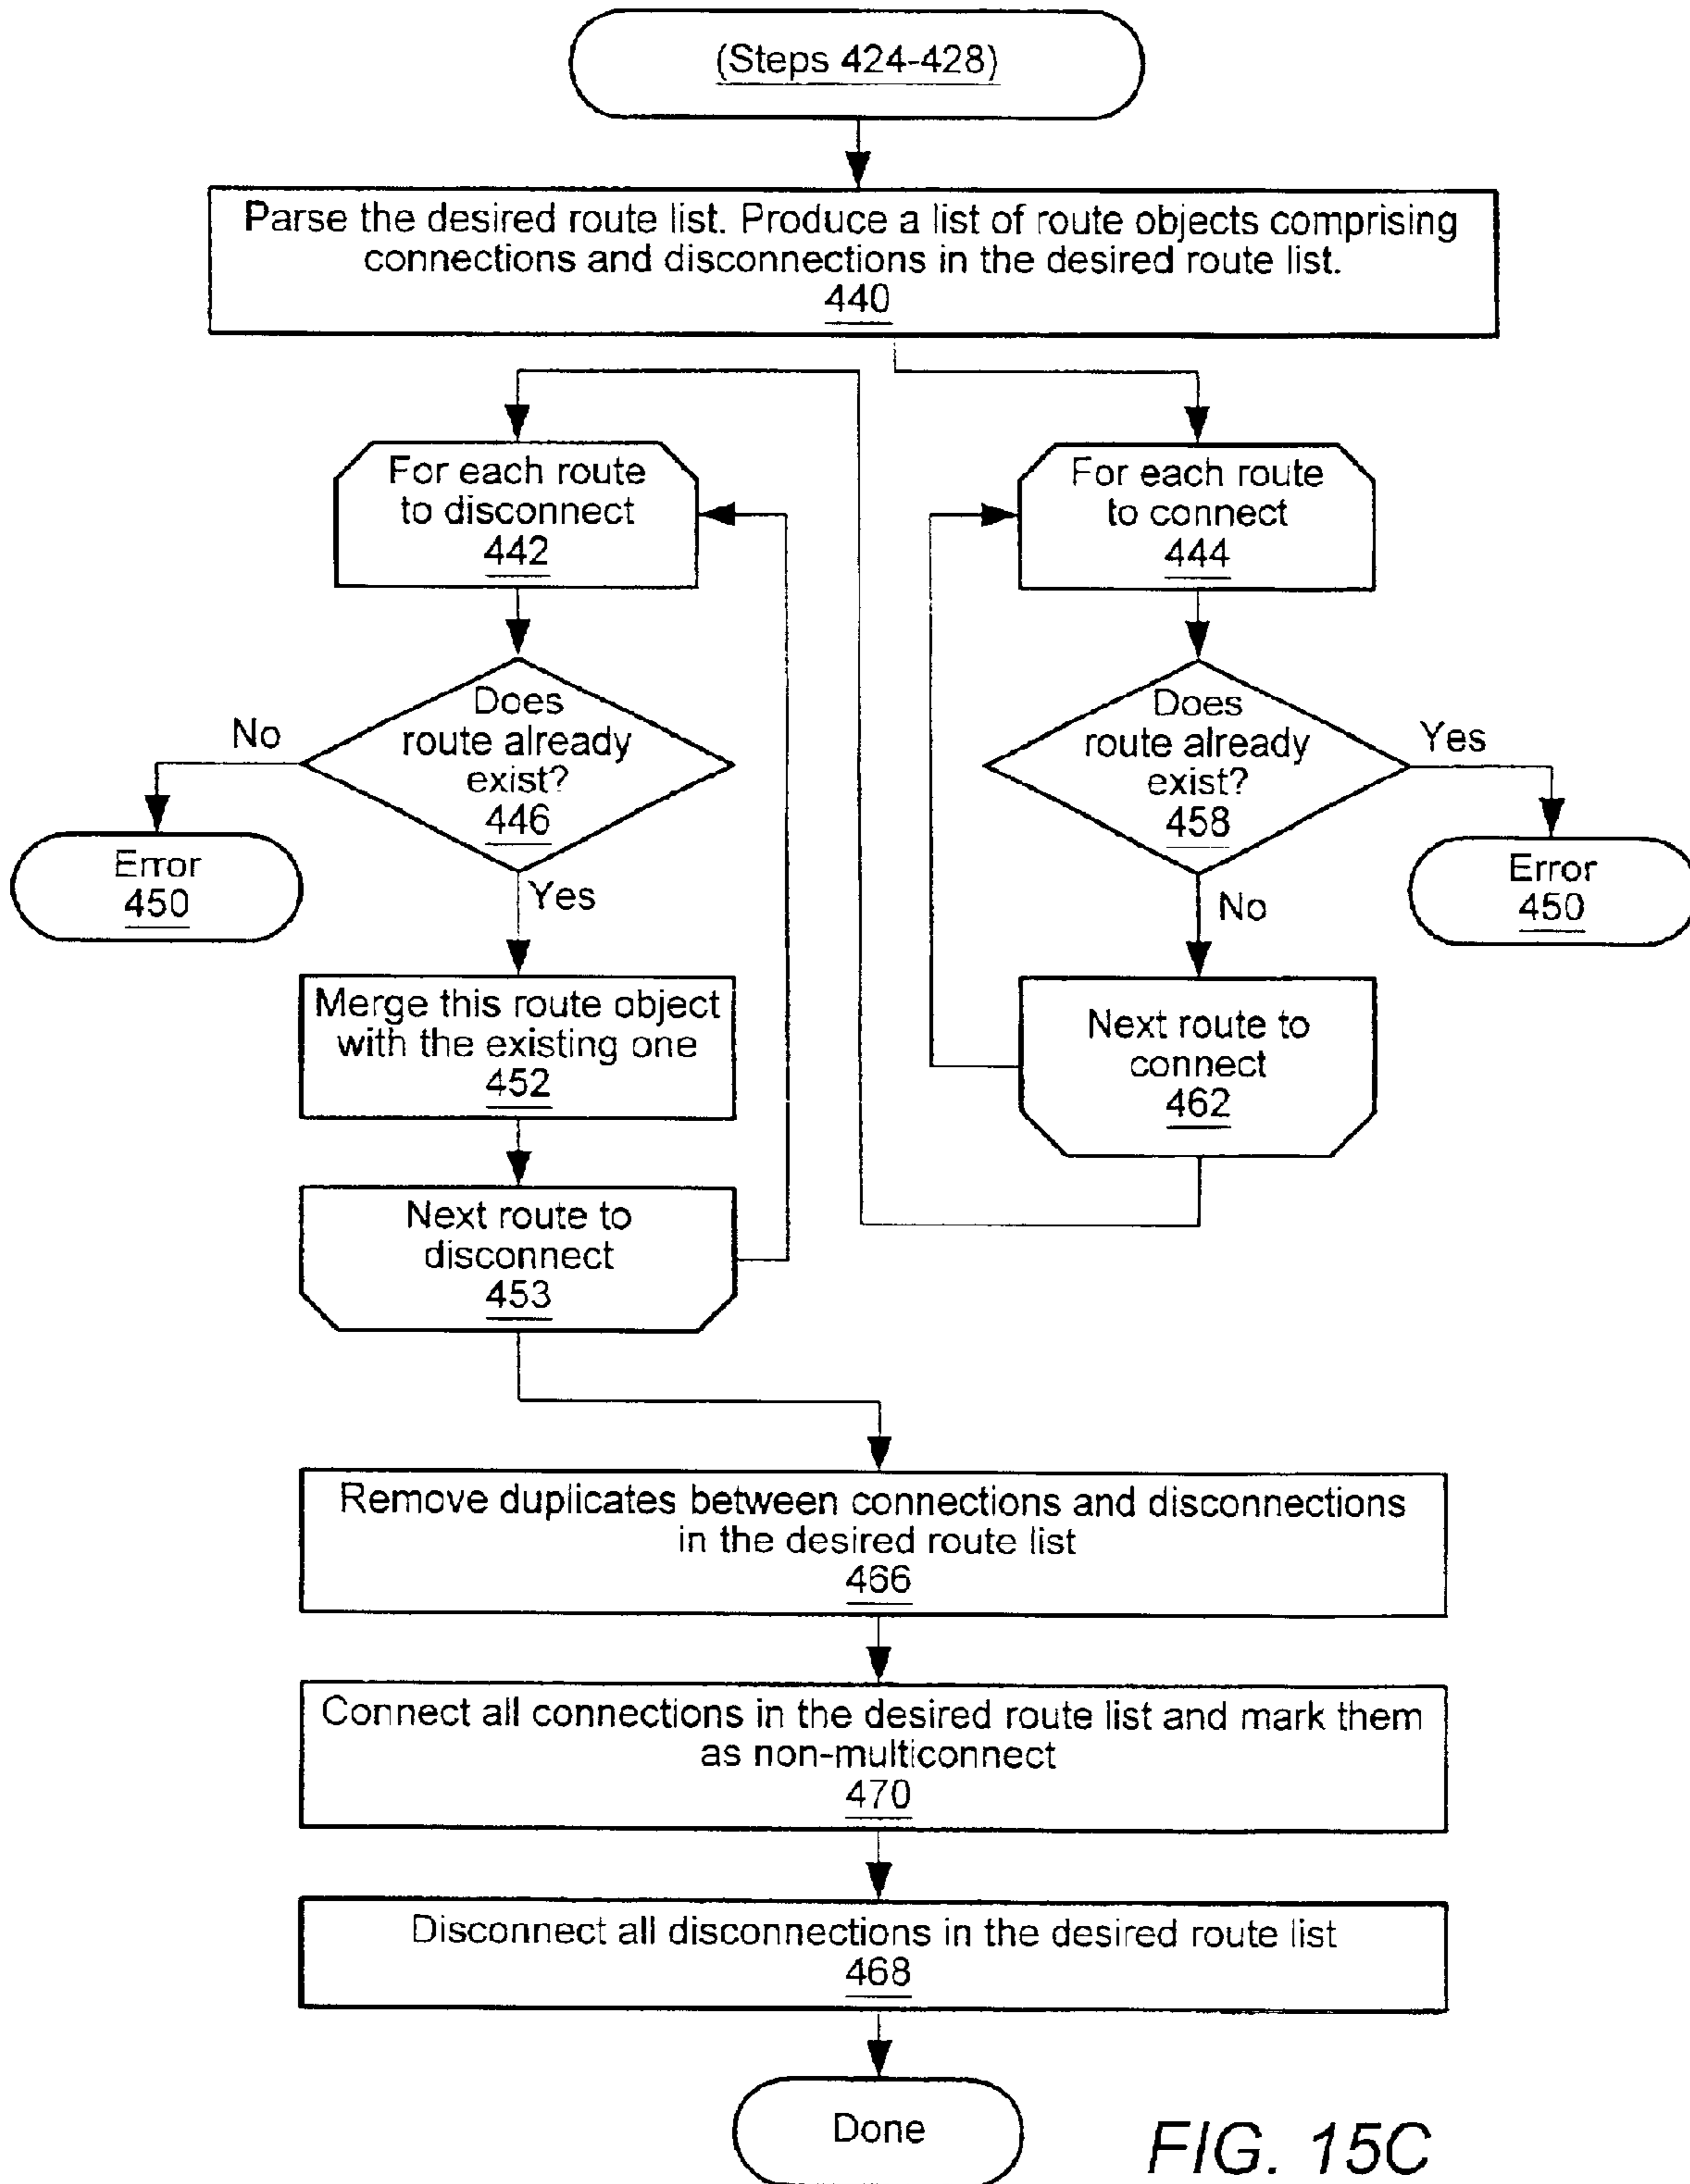 (Steps 424-428)
Parse the desired route list. Produce a list of route objects comprising
connections and disconnections in the desired route list.
440
For each route
to disconnect
442
For each route
to connect
444
Does
route already
exist?
446
No
Yes
Error
450
Does
route already
exist?
458
Yes
No
Error
450
Merge this route object
with the existing one
452
Next route to
connect
462
Next route to
disconnect
453
Remove duplicates between connections and disconnections
in the desired route list
466
Connect all connections in the desired route list and mark them
as non-multiconnect
470
Disconnect all disconnections in the desired route list
468
Done
FIG. 15C